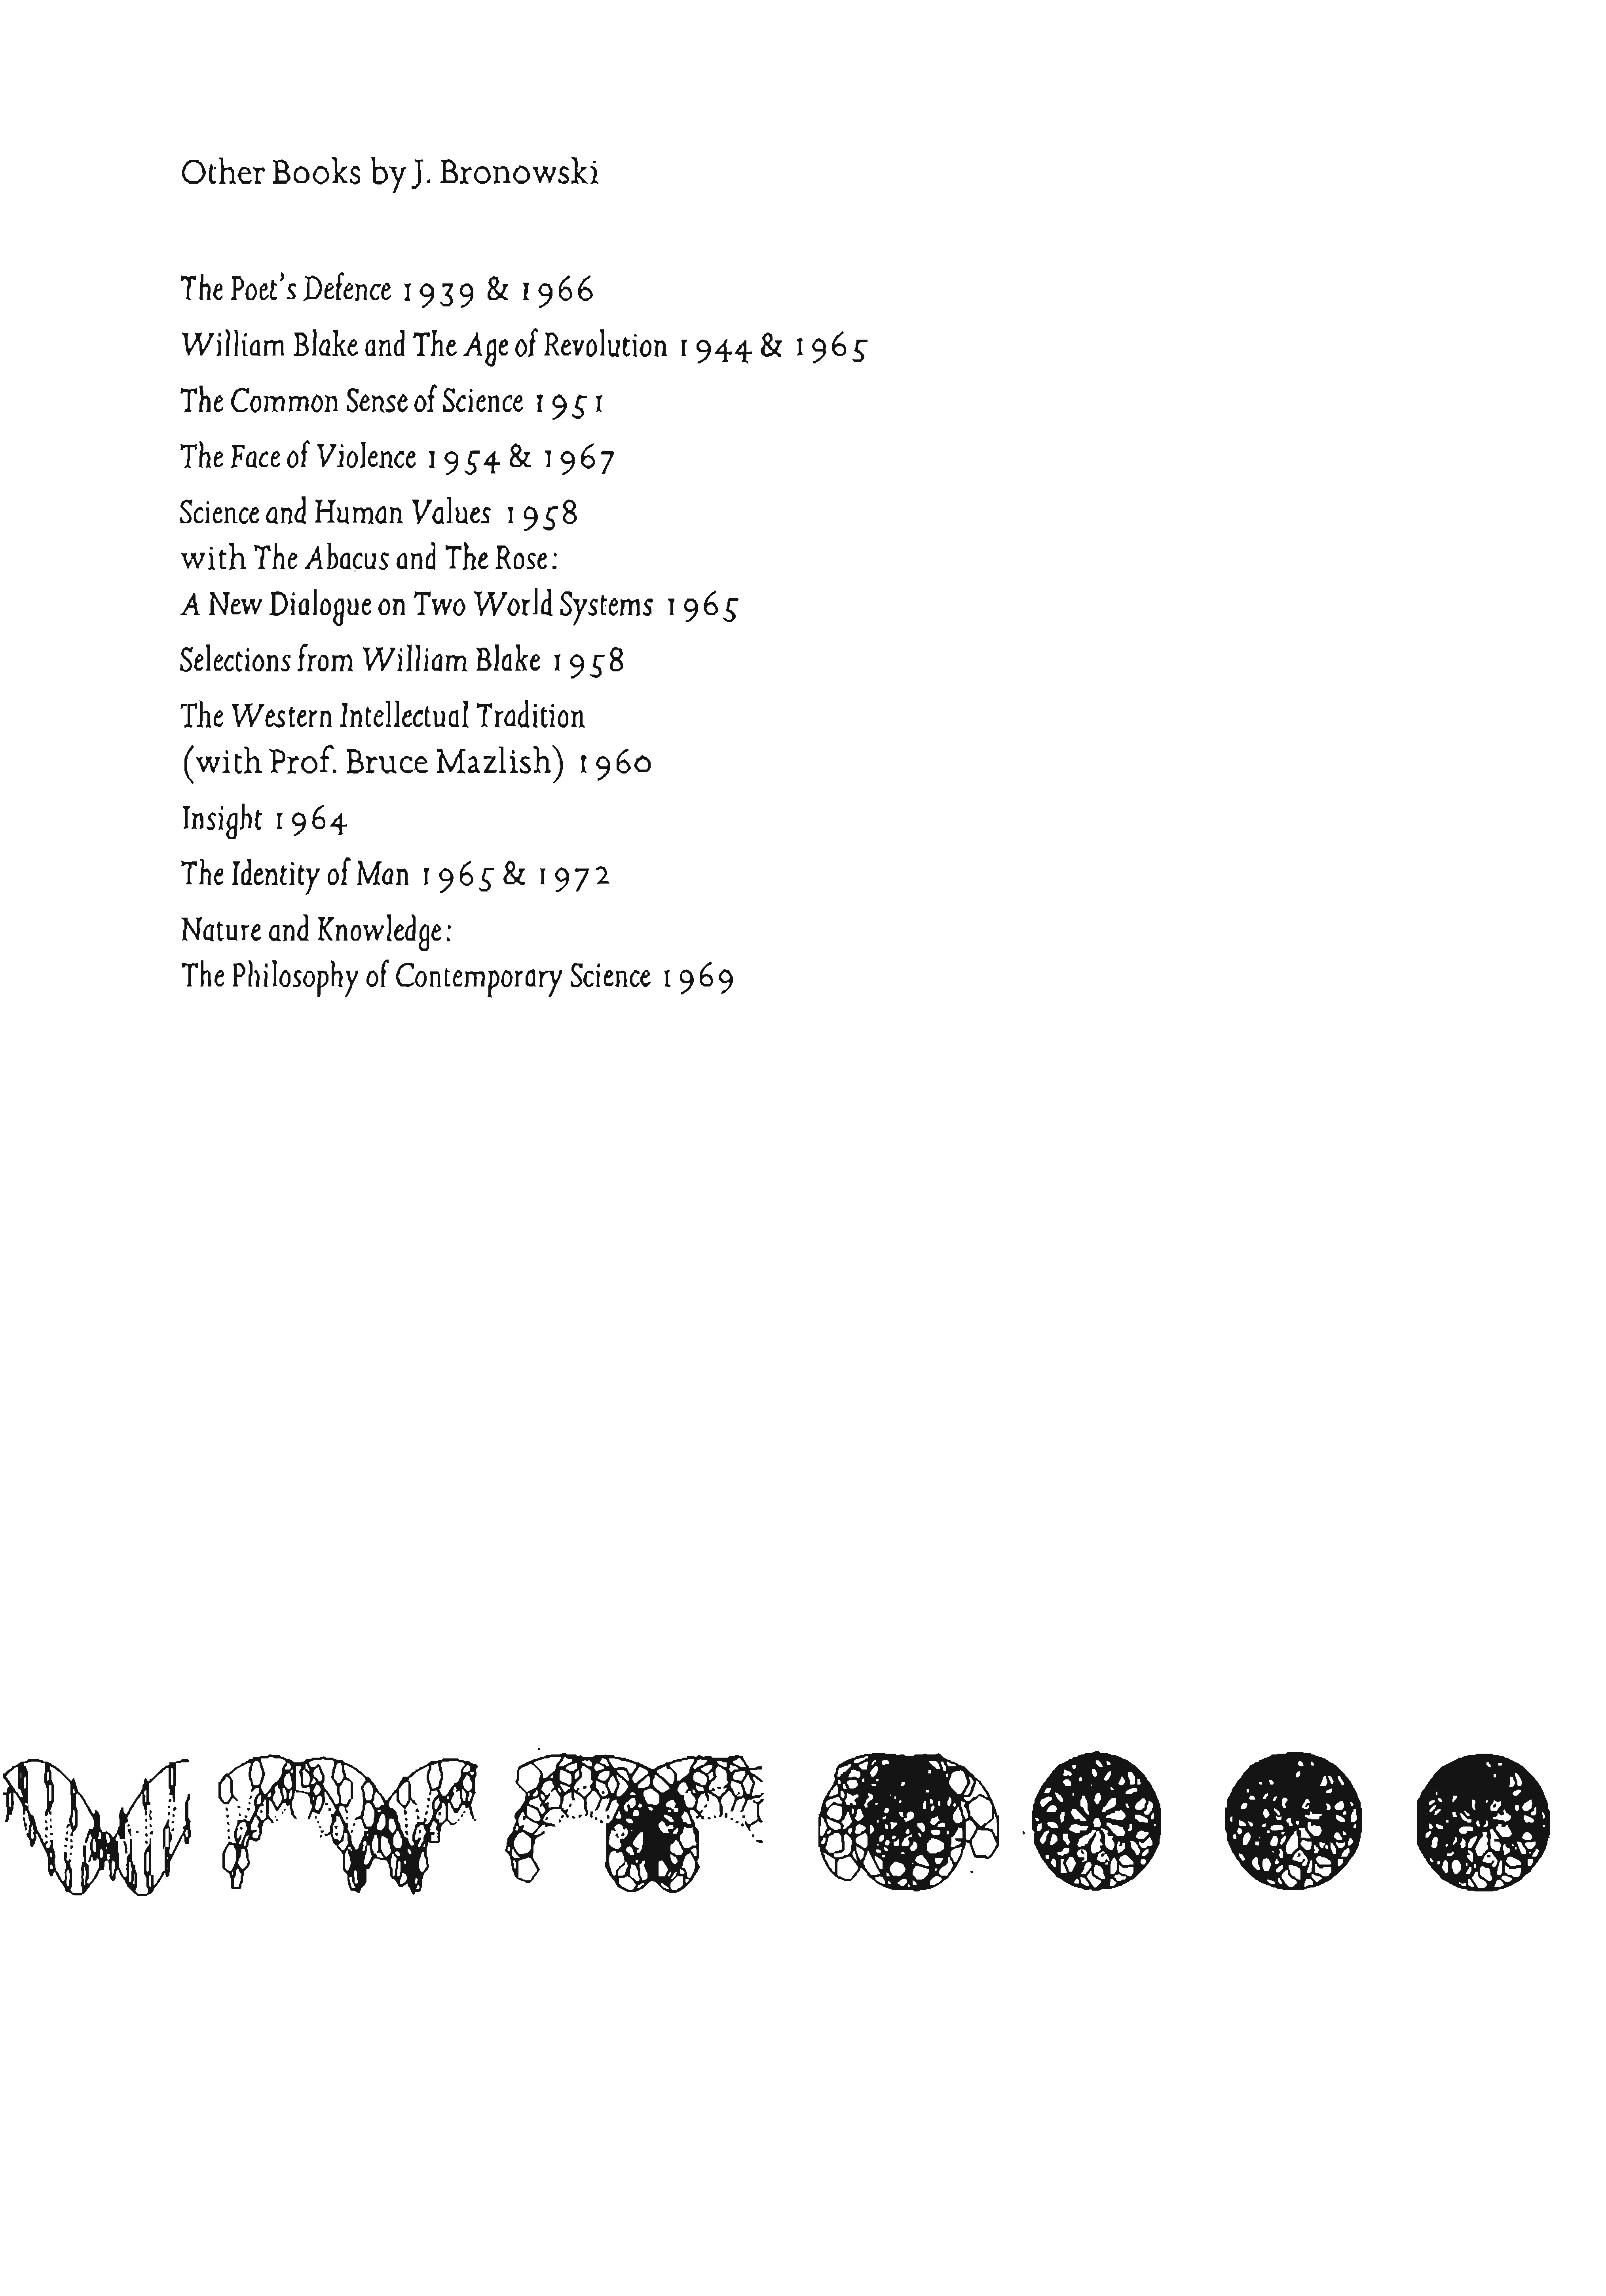 Other Books by J. Bronowski
The Poet's Defence 1939 & 1966
William Blake and The Age of Revolution 1944 & 1965
The Common Sense of Science 1951
The Face of Violence 1954 & 1967
Science and Human Values 1958
with The Abacus and The Rose:
A New Dialogue on Two World Systems 1965
Selections from William Blake 1958
The Western Intellectual Tradition
(with Prof. Bruce Mazlish) 1960
Insight 1964
The Identity of Man 1965 & 1972
Nature and Knowledge:
The Philosophy of Contemporary Science 1969